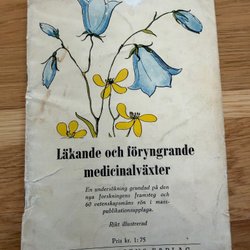 Läkande och föryngrande
medicinalväxter
En undersökning grundad på den
nya forskningens framsteg och
60 vetenskapsmäns rön i mass-
publikationsupplaga.
Rikt illustrerad
Pris kr. 1:75